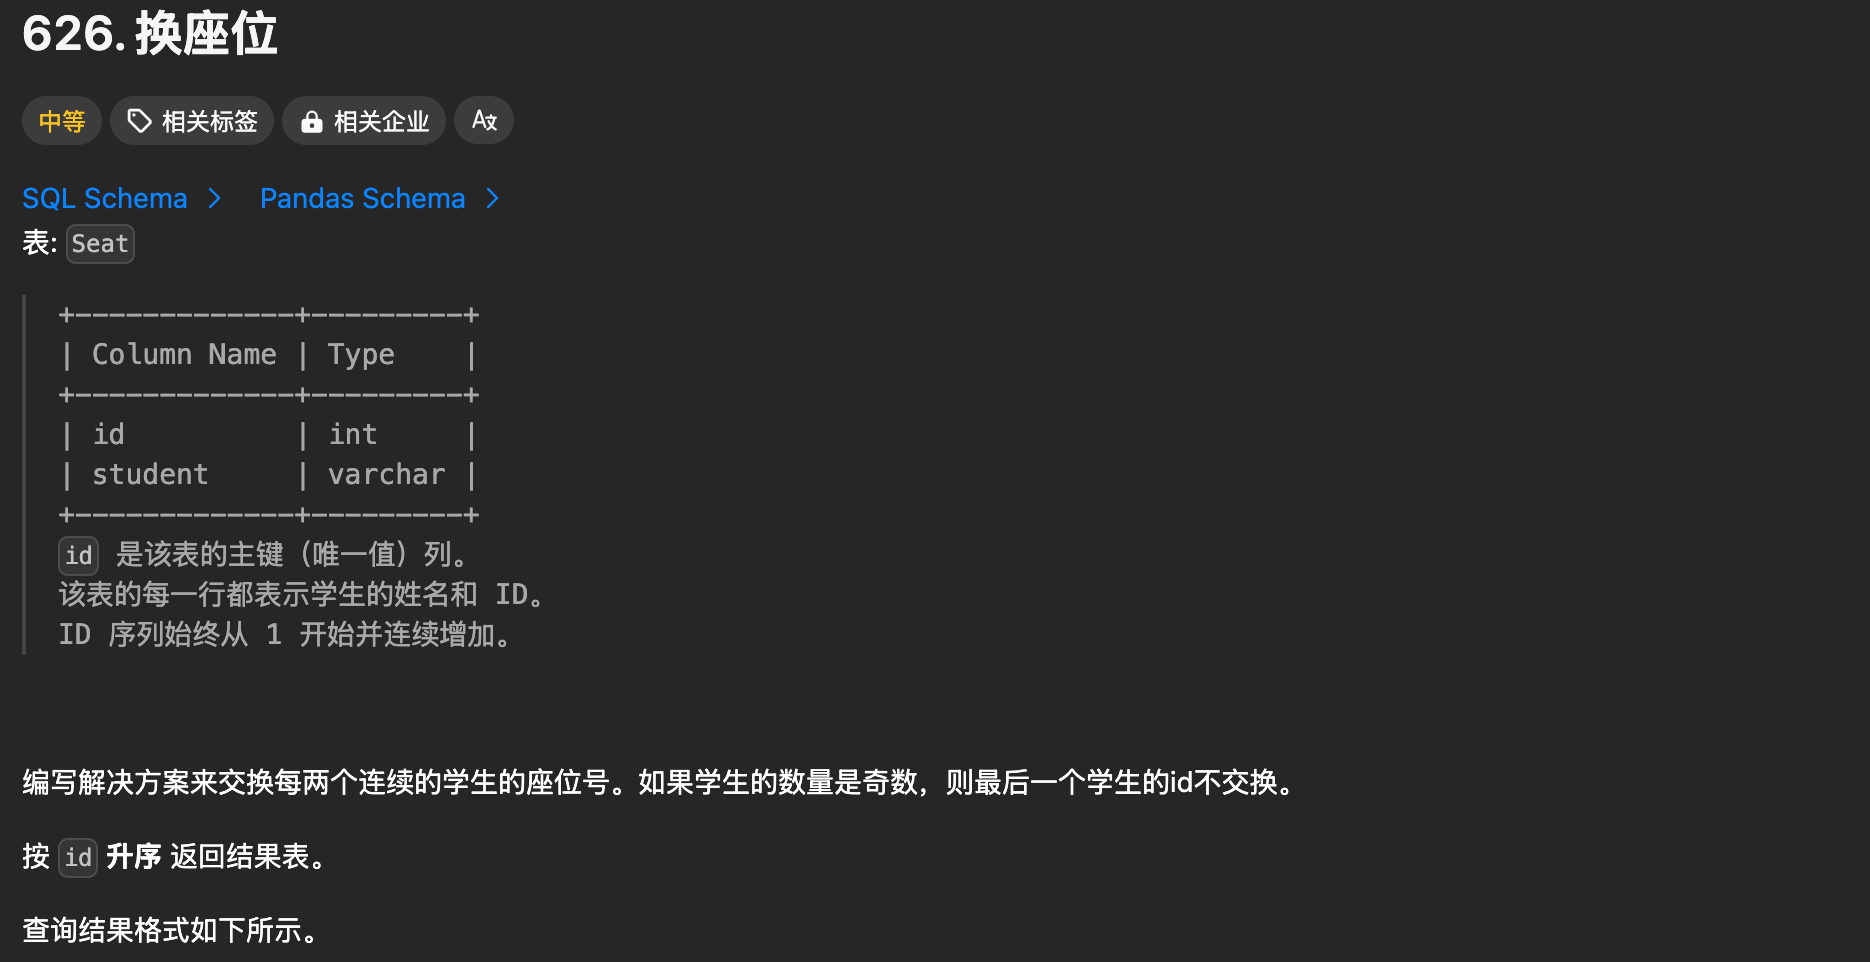 626. 换座位
中等 相关标签 相关企业 A文
SQL Schema > Pandas Schema >
表: Seat
+-------------+---------+
| Column Name | Type    |
+-------------+---------+
| id          | int     |
| student     | varchar |
+-------------+---------+
id 是该表的主键（唯一值）列。
该表的每一行都表示学生的姓名和 ID。
ID 序列始终从 1 开始并连续增加。
编写解决方案来交换每两个连续的学生的座位号。如果学生的数量是奇数，则最后一个学生的id不交换。
按 id 升序 返回结果表。
查询结果格式如下所示。